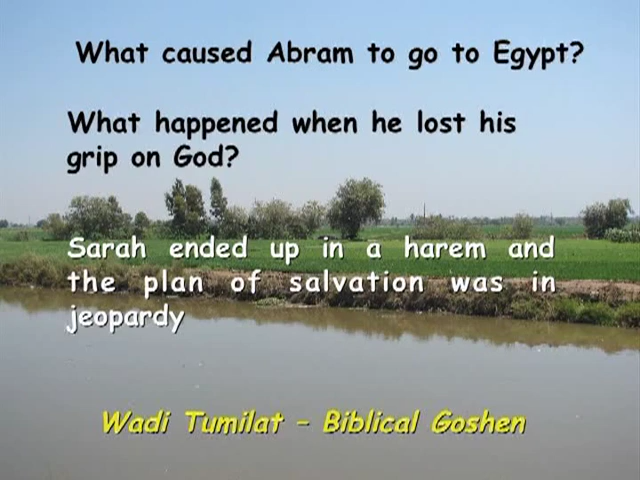 What caused Abram to go to Egypt?
What happened when he lost his
grip on God?
Sarah ended up in a harem and
the plan of salvation was in
jeopardy
Wadi Tumilat – Biblical Goshen